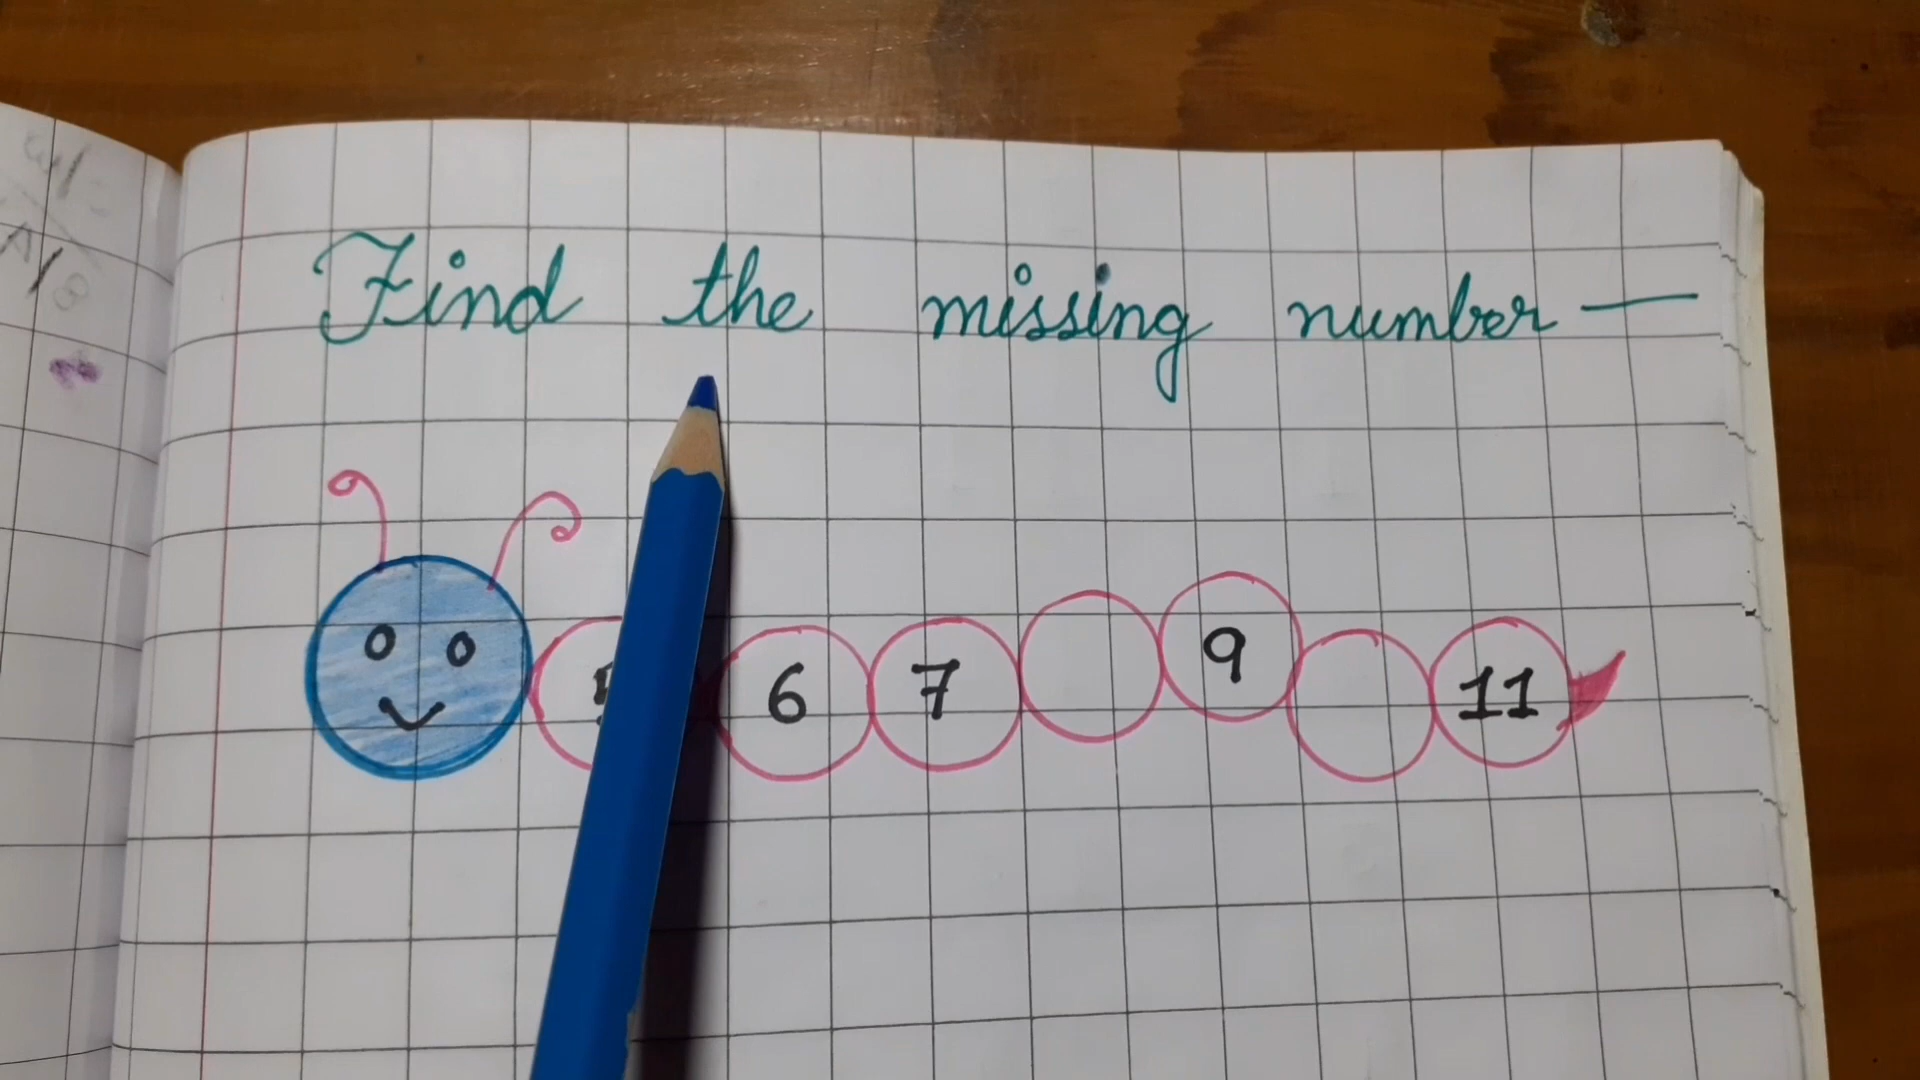 Find the missing number —
6 7 9 11